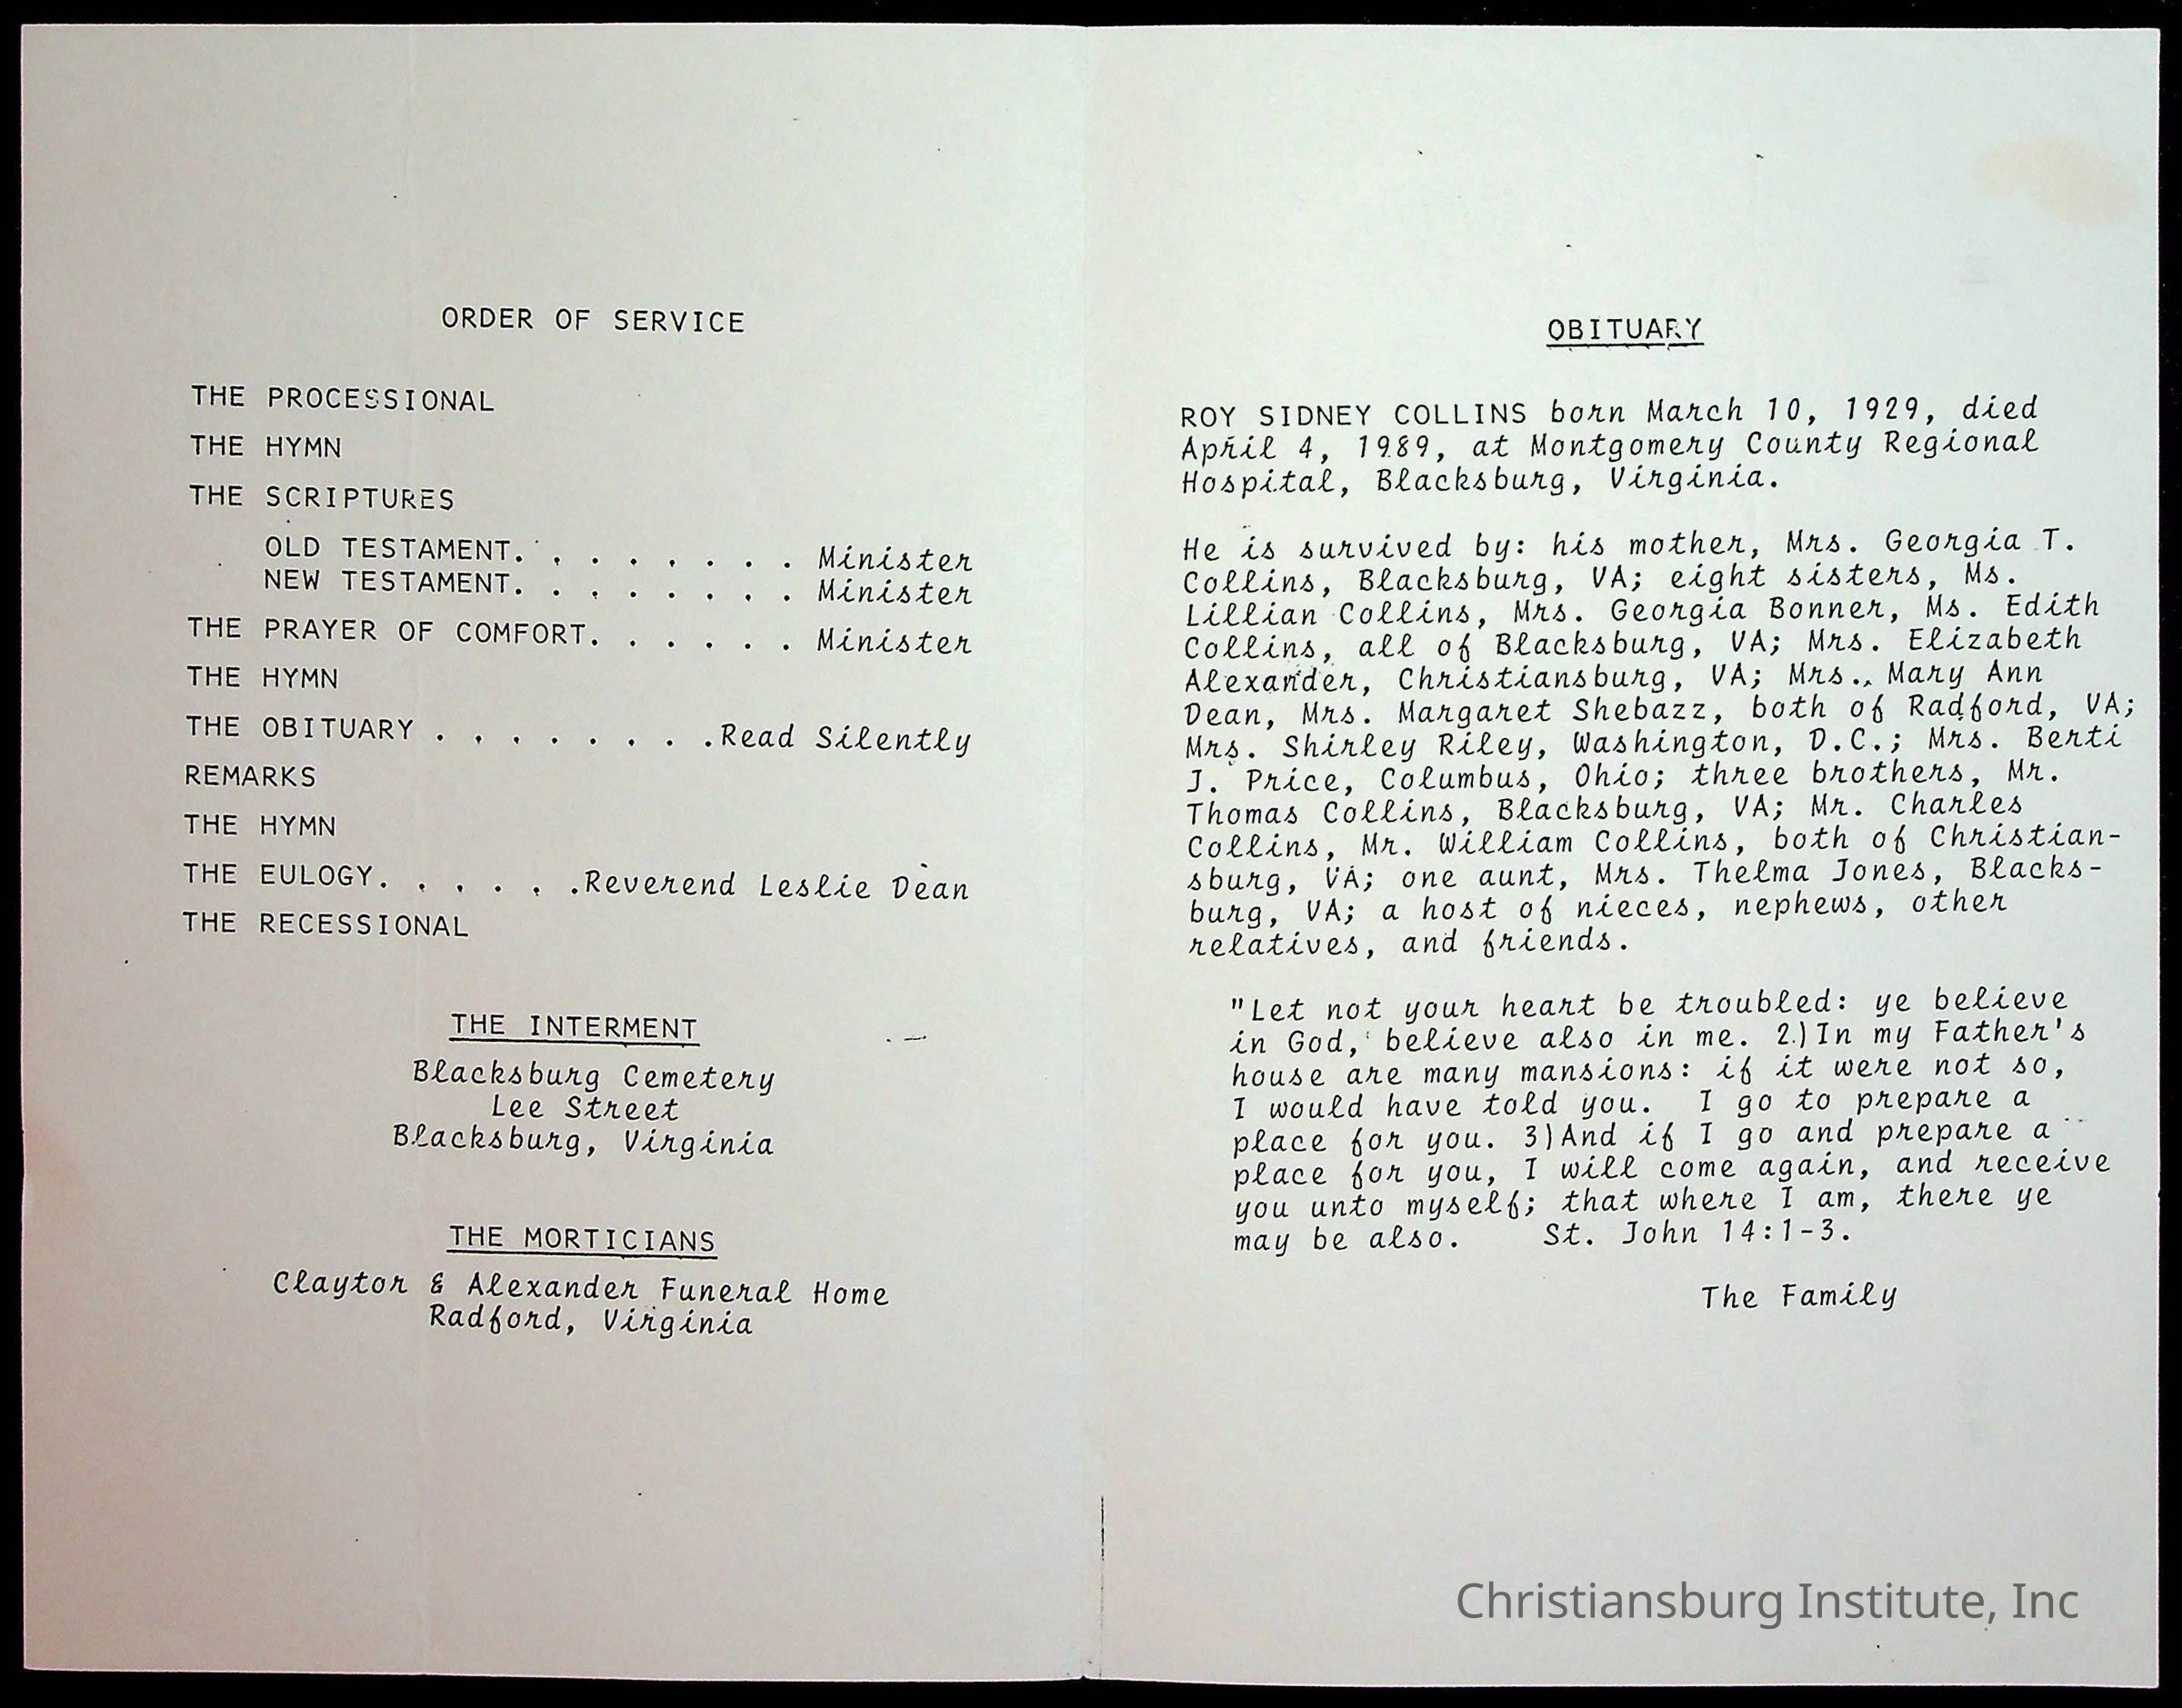 ORDER OF SERVICE
THE PROCESSIONAL
THE HYMN
THE SCRIPTURES
OLD TESTAMENT. . . . . . . . Minister
NEW TESTAMENT. . . . . . . . Minister
THE PRAYER OF COMFORT. . . . . . Minister
THE HYMN
THE OBITUARY . . . . . . . .Read Silently
REMARKS
THE HYMN
THE EULOGY. . . . . .Reverend Leslie Dean
THE RECESSIONAL
THE INTERMENT
Blacksburg Cemetery
Lee Street
Blacksburg, Virginia
THE MORTICIANS
Claytor & Alexander Funeral Home
Radford, Virginia
OBITUARY
ROY SIDNEY COLLINS born March 10, 1929, died
April 4, 1989, at Montgomery County Regional
Hospital, Blacksburg, Virginia.
He is survived by: his mother, Mrs. Georgia T.
Collins, Blacksburg, VA; eight sisters, Ms.
Lillian Collins, Mrs. Georgia Bonner, Ms. Edith
Collins, all of Blacksburg, VA; Mrs. Elizabeth
Alexander, Christiansburg, VA; Mrs. Mary Ann
Dean, Mrs. Margaret Shebazz, both of Radford, VA;
Mrs. Shirley Riley, Washington, D.C.; Mrs. Berti
J. Price, Columbus, Ohio; three brothers, Mr.
Thomas Collins, Blacksburg, VA; Mr. Charles
Collins, Mr. William Collins, both of Christian-
sburg, VA; one aunt, Mrs. Thelma Jones, Blacks-
burg, VA; a host of nieces, nephews, other
relatives, and friends.
"Let not your heart be troubled: ye believe
in God, believe also in me. 2.)In my Father's
house are many mansions: if it were not so,
I would have told you. I go to prepare a
place for you. 3)And if I go and prepare a
place for you, I will come again, and receive
you unto myself; that where I am, there ye
may be also. St. John 14:1-3.
The Family
Christiansburg Institute, Inc